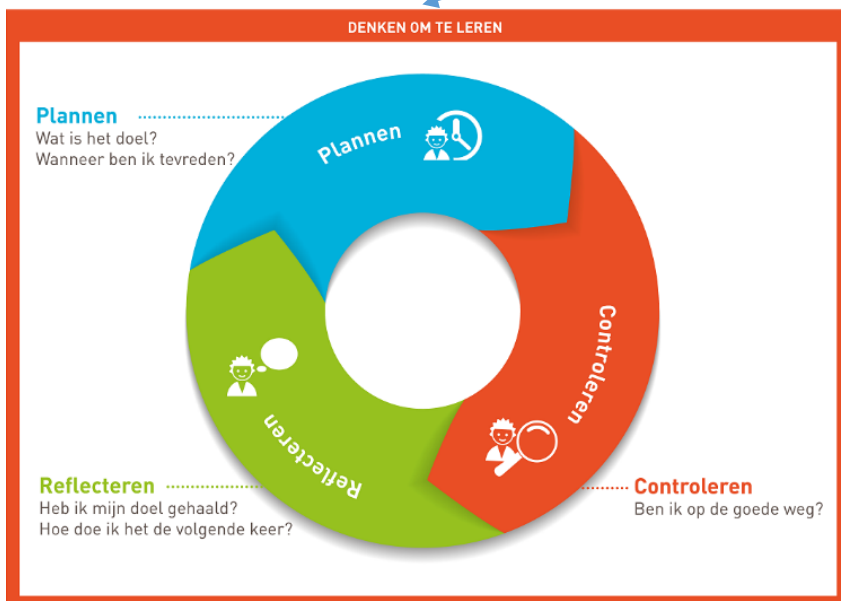 DENKEN OM TE LEREN
Plannen
Wat is het doel?
Wanneer ben ik tevreden?
Plannen
Controleren
Reflecteren
Reflecteren
Heb ik mijn doel gehaald?
Hoe doe ik het de volgende keer?
Controleren
Ben ik op de goede weg?